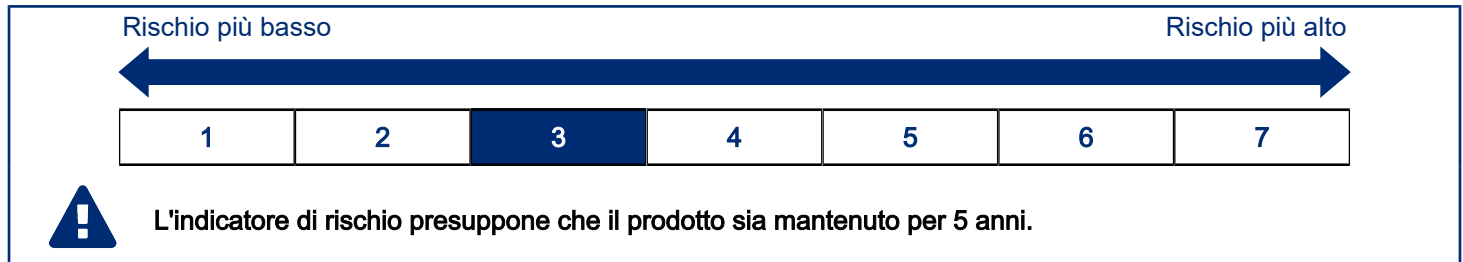 Rischio più basso Rischio più alto
1 2 3 4 5 6 7
L'indicatore di rischio presuppone che il prodotto sia mantenuto per 5 anni.